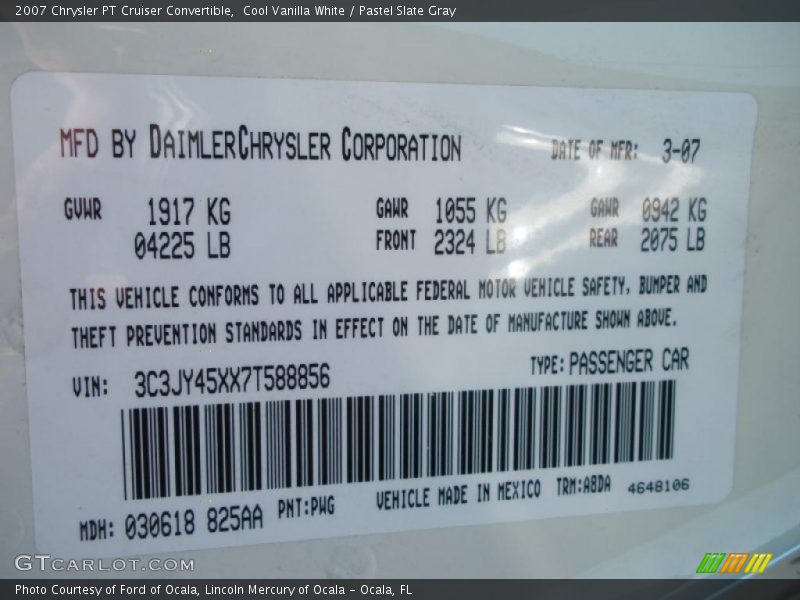 2007 Chrysler PT Cruiser Convertible, Cool Vanilla White / Pastel Slate Gray
MFD BY DAIMLERCHRYSLER CORPORATION DATE OF MFR: 3-07
GVWR 1917 KG GAWR 1055 KG GAWR 0942 KG
04225 LB FRONT 2324 LB REAR 2075 LB
THIS VEHICLE CONFORMS TO ALL APPLICABLE FEDERAL MOTOR VEHICLE SAFETY, BUMPER AND
THEFT PREVENTION STANDARDS IN EFFECT ON THE DATE OF MANUFACTURE SHOWN ABOVE.
VIN: 3C3JY45XX7T588856 TYPE: PASSENGER CAR
MDH: 030618 825AA PNT: PWG VEHICLE MADE IN MEXICO TRM: A8DA 4648106
GTCARLOT.COM
Photo Courtesy of Ford of Ocala, Lincoln Mercury of Ocala - Ocala, FL